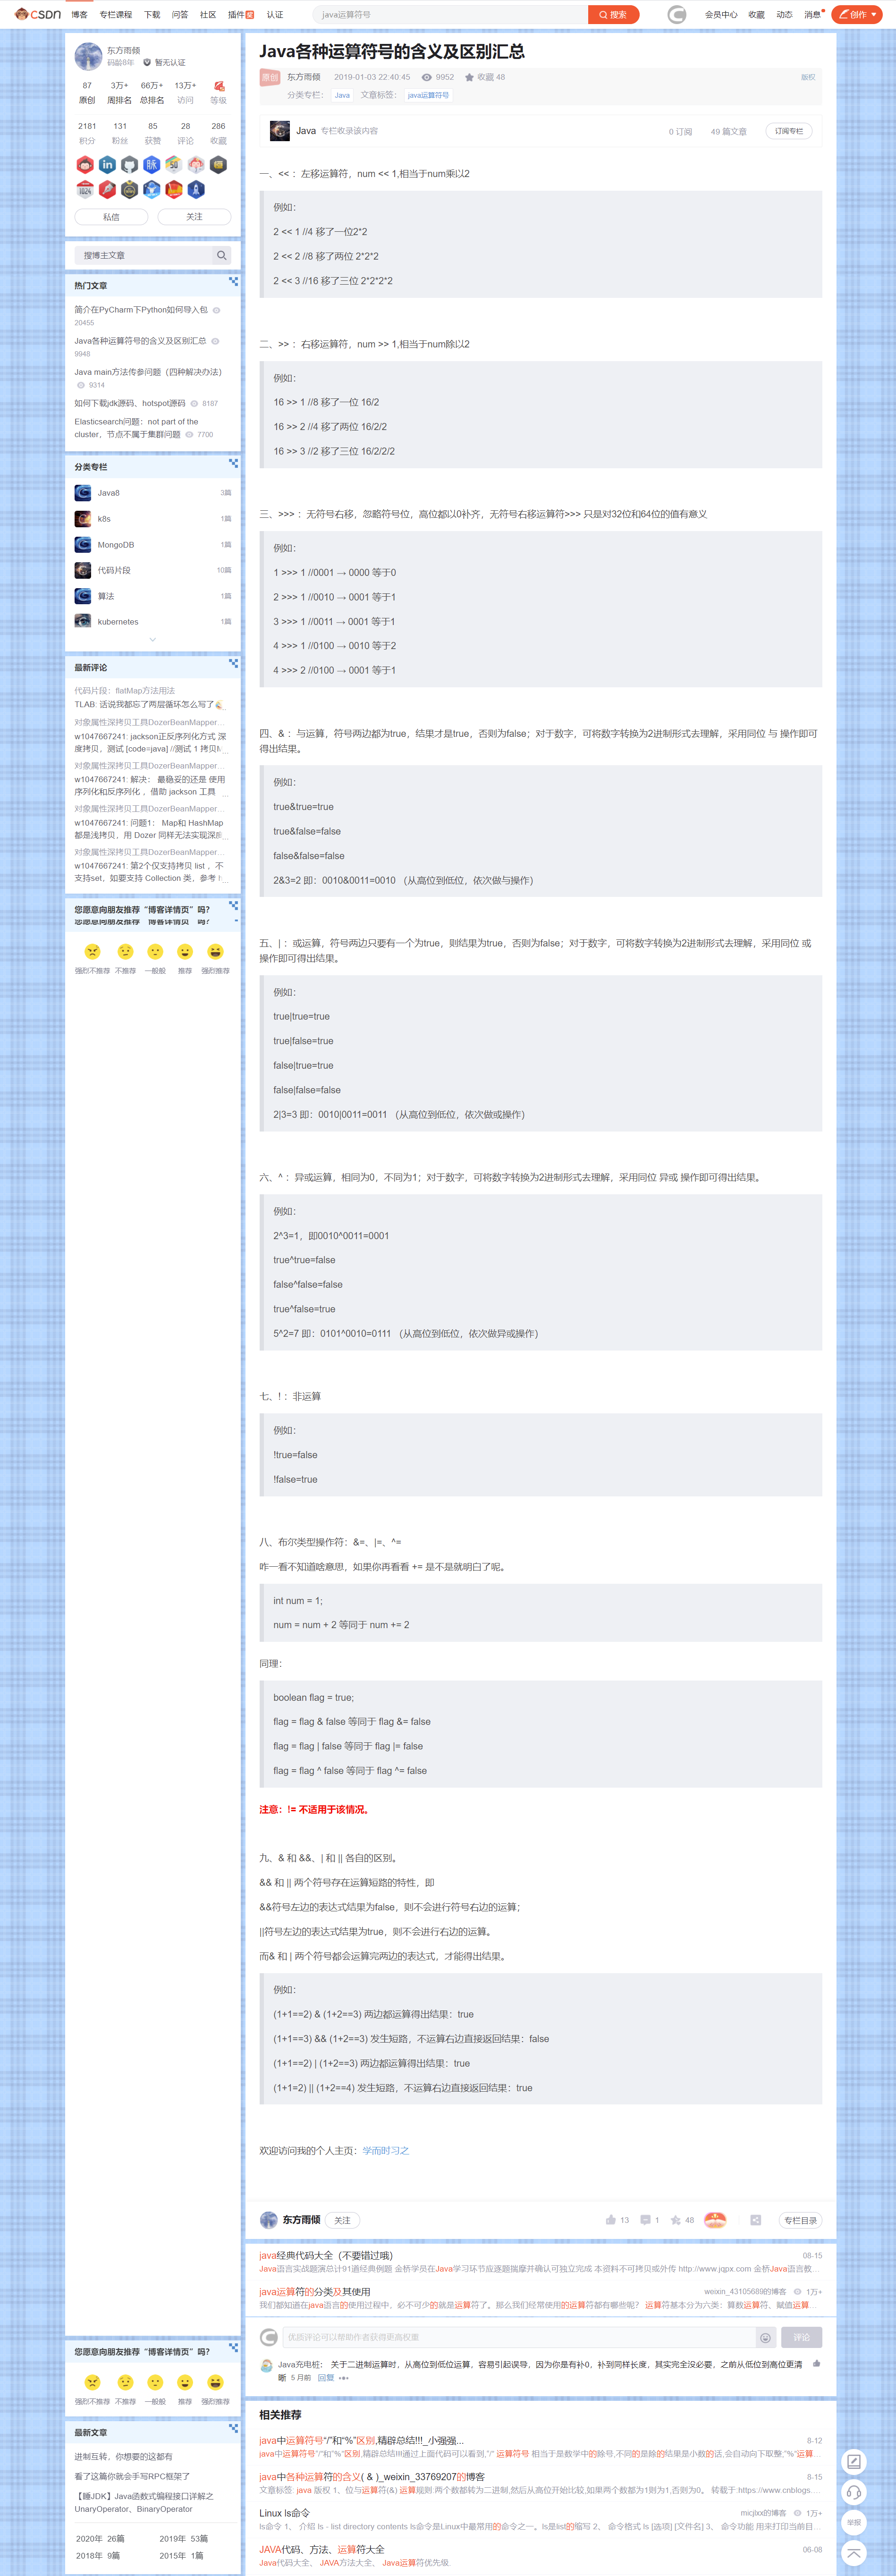 CSDN 博客 专栏课程 下载 问答 社区 插件 认证 java运算符号 搜索 会员中心 收藏 动态 消息 创作
东方雨倾
码龄8年 暂无认证
87 3万+ 66万+ 13万+
原创 周排名 总排名 访问 等级
2181 131 85 28 286
积分 粉丝 获赞 评论 收藏
私信 关注
搜博主文章
热门文章
简介在PyCharm下Python如何导入包
20455
Java各种运算符号的含义及区别汇总
9948
Java main方法传参问题（四种解决办法）
9314
如何下载jdk源码、hotspot源码 8187
Elasticsearch问题：not part of the
cluster，节点不属于集群问题 7700
分类专栏
Java8 3篇
k8s 1篇
MongoDB 1篇
代码片段 10篇
算法 1篇
kubernetes 1篇
最新评论
代码片段：flatMap方法用法
TLAB: 话说我都忘了两层循环怎么写了
对象属性深拷贝工具DozerBeanMapper...
w1047667241: jackson正反序列化方式 深
度拷贝，测试 [code=java] //测试 1 拷贝M
对象属性深拷贝工具DozerBeanMapper...
w1047667241: 解决： 最稳妥的还是 使用
序列化和反序列化 ，借助 jackson 工具
对象属性深拷贝工具DozerBeanMapper...
w1047667241: 问题1： Map和 HashMap
都是浅拷贝，用 Dozer 同样无法实现深度
对象属性深拷贝工具DozerBeanMapper...
w1047667241: 第2个仅支持拷贝 list ，不
支持set，如要支持 Collection 类，参考 h
您愿意向朋友推荐“博客详情页”吗？
您愿意向朋友推荐“博客详情页”吗？
强烈不推荐 不推荐 一般般 推荐 强烈推荐
您愿意向朋友推荐“博客详情页”吗？
强烈不推荐 不推荐 一般般 推荐 强烈推荐
最新文章
进制互转，你想要的这都有
看了这篇你就会手写RPC框架了
【睡JDK】Java函数式编程接口详解之
UnaryOperator、BinaryOperator
2020年 26篇 2019年 53篇
2018年 9篇 2015年 1篇
Java各种运算符号的含义及区别汇总
原创 东方雨倾 2019-01-03 22:40:45 9952 收藏 48 版权
分类专栏： Java 文章标签： java运算符号
Java 专栏收录该内容 0 订阅 49 篇文章 订阅专栏
一、<< ：左移运算符，num << 1,相当于num乘以2
例如：
2 << 1 //4 移了一位2*2
2 << 2 //8 移了两位 2*2*2
2 << 3 //16 移了三位 2*2*2*2
二、>> ：右移运算符，num >> 1,相当于num除以2
例如：
16 >> 1 //8 移了一位 16/2
16 >> 2 //4 移了两位 16/2/2
16 >> 3 //2 移了三位 16/2/2/2
三、>>> ：无符号右移，忽略符号位，高位都以0补齐，无符号右移运算符>>> 只是对32位和64位的值有意义
例如：
1 >>> 1 //0001 → 0000 等于0
2 >>> 1 //0010 → 0001 等于1
3 >>> 1 //0011 → 0001 等于1
4 >>> 1 //0100 → 0010 等于2
4 >>> 2 //0100 → 0001 等于1
四、& ：与运算，符号两边都为true，结果才是true，否则为false；对于数字，可将数字转换为2进制形式去理解，采用同位 与 操作即可
得出结果。
例如：
true&true=true
true&false=false
false&false=false
2&3=2 即：0010&0011=0010 （从高位到低位，依次做与操作）
五、| ：或运算，符号两边只要有一个为true，则结果为true，否则为false；对于数字，可将数字转换为2进制形式去理解，采用同位 或
操作即可得出结果。
例如：
true|true=true
true|false=true
false|true=true
false|false=false
2|3=3 即：0010|0011=0011 （从高位到低位，依次做或操作）
六、^ ：异或运算，相同为0，不同为1；对于数字，可将数字转换为2进制形式去理解，采用同位 异或 操作即可得出结果。
例如：
2^3=1，即0010^0011=0001
true^true=false
false^false=false
true^false=true
5^2=7 即：0101^0010=0111 （从高位到低位，依次做异或操作）
七、! ：非运算
例如：
!true=false
!false=true
八、布尔类型操作符：&=、|=、^=
咋一看不知道啥意思，如果你再看看 += 是不是就明白了呢。
int num = 1;
num = num + 2 等同于 num += 2
同理：
boolean flag = true;
flag = flag & false 等同于 flag &= false
flag = flag | false 等同于 flag |= false
flag = flag ^ false 等同于 flag ^= false
注意：!= 不适用于该情况。
九、& 和 &&、| 和 || 各自的区别。
&& 和 || 两个符号存在运算短路的特性，即
&&符号左边的表达式结果为false，则不会进行符号右边的运算；
||符号左边的表达式结果为true，则不会进行右边的运算。
而& 和 | 两个符号都会运算完两边的表达式，才能得出结果。
例如：
(1+1==2) & (1+2==3) 两边都运算得出结果：true
(1+1==3) && (1+2==3) 发生短路，不运算右边直接返回结果：false
(1+1==2) | (1+2==3) 两边都运算得出结果：true
(1+1=2) || (1+2==4) 发生短路，不运算右边直接返回结果：true
欢迎访问我的个人主页：学而时习之
东方雨倾 关注 13 1 48 专栏目录
java经典代码大全（不要错过哦） 08-15
Java语言实战题演总计91道经典例题 金桥学员在Java学习环节应逐题揣摩并确认可独立完成 本资料不可拷贝或外传 http://www.jqpx.com 金桥Java语言教...
java运算符的分类及其使用 weixin_43105689的博客 1万+
我们都知道在java语言的使用过程中，必不可少的就是运算符了。那么我们经常使用的运算符都有哪些呢？ 运算符基本分为六类：算数运算符、赋值运算...
优质评论可以帮助作者获得更高权重 评论
Java充电桩： 关于二进制运算时，从高位到低位运算，容易引起误导，因为你是有补0，补到同样长度，其实完全没必要，之前从低位到高位更清
晰 5 月前 回复
相关推荐
java中运算符号“/”和“%”区别,精辟总结!!!_小强强... 8-12
java中运算符号“/”和“%”区别,精辟总结!!!通过上面代码可以看到,"/" 运算符号 相当于是数学中的除号,不同的是除的结果是小数的话,会自动向下取整;"%"运算...
java中各种运算符的含义( & )_weixin_33769207的博客 8-15
文章标签: java 版权 1、位与运算符(&) 运算规则:两个数都转为二进制,然后从高位开始比较,如果两个数都为1则为1,否则为0。 转载于:https://www.cnblogs....
Linux ls命令 micjlxx的博客 1万+
ls命令 1、 介绍 ls - list directory contents ls命令是Linux中最常用的命令之一。ls是list的缩写 2、 命令格式 ls [选项] [文件名] 3、 命令功能 用来打印当前目...
JAVA代码、方法、运算符大全 06-08
Java代码大全、 JAVA方法大全、 Java运算符优先级.
举报